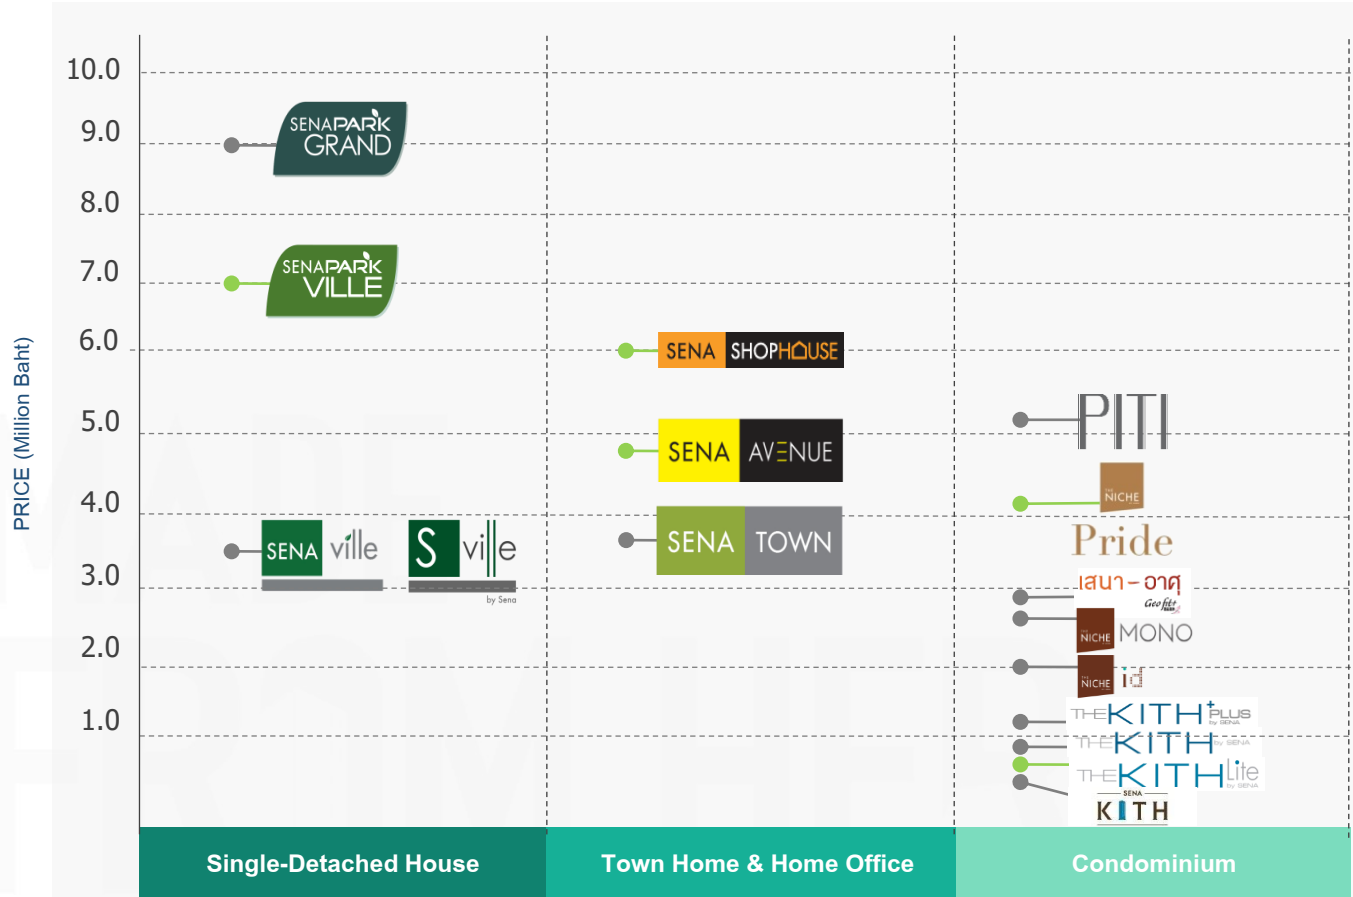 PRICE (Million Baht)
10.0
9.0
8.0
7.0
6.0
5.0
4.0
3.0
2.0
1.0
SENAPARK
GRAND
SENAPARK
VILLE
SENA ville
S ville
by Sena
SENA SHOPHOUSE
SENA AVENUE
SENA TOWN
PITI
THE
NICHE
Pride
เสนา – อาศุ
Geo fit+
THE
NICHE MONO
THE
NICHE id
THE KITH +PLUS
by SENA
THE KITH by SENA
THE KITH Lite
by SENA
SENA
KITH
Single-Detached House
Town Home & Home Office
Condominium